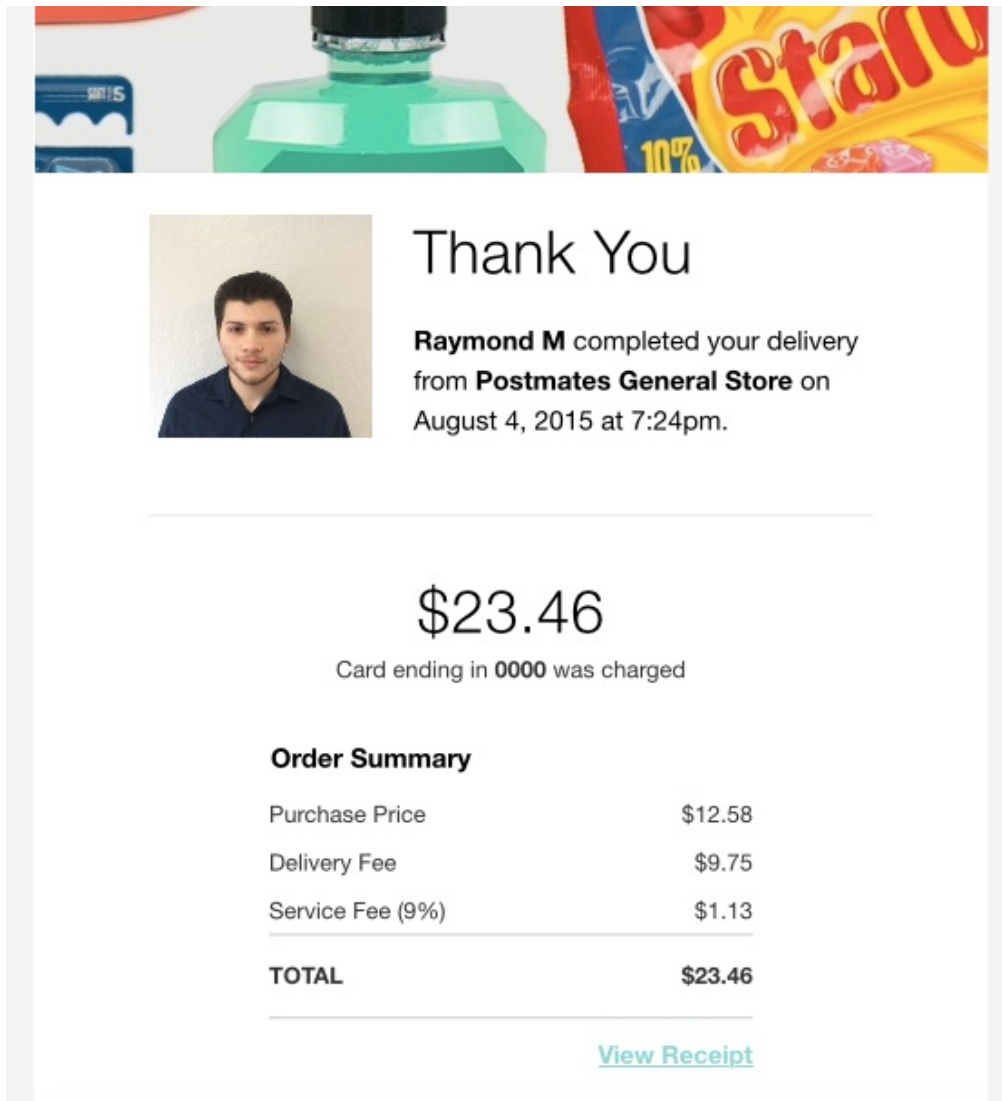 Star
10%
Thank You
Raymond M completed your delivery
from Postmates General Store on
August 4, 2015 at 7:24pm.
$23.46
Card ending in 0000 was charged
Order Summary
Purchase Price $12.58
Delivery Fee $9.75
Service Fee (9%) $1.13
TOTAL $23.46
View Receipt